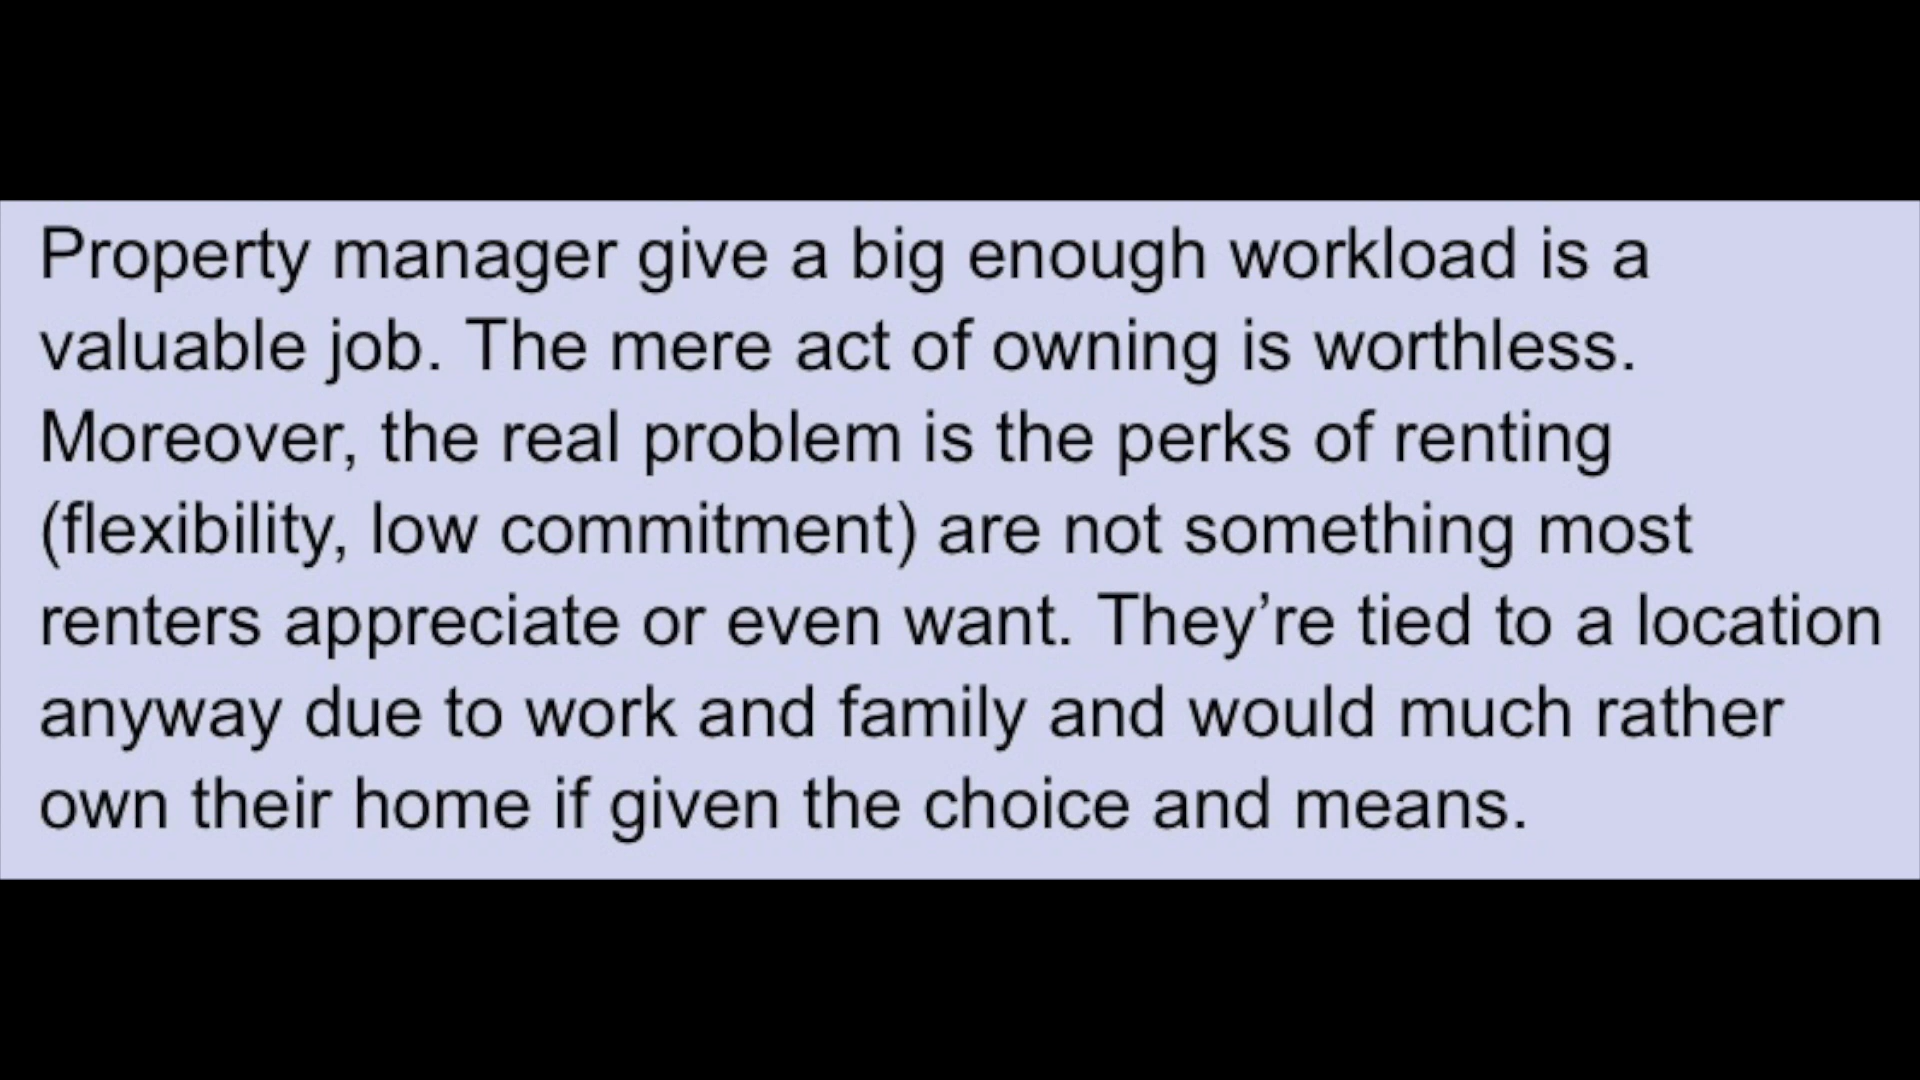 Property manager give a big enough workload is a
valuable job. The mere act of owning is worthless.
Moreover, the real problem is the perks of renting
(flexibility, low commitment) are not something most
renters appreciate or even want. They’re tied to a location
anyway due to work and family and would much rather
own their home if given the choice and means.